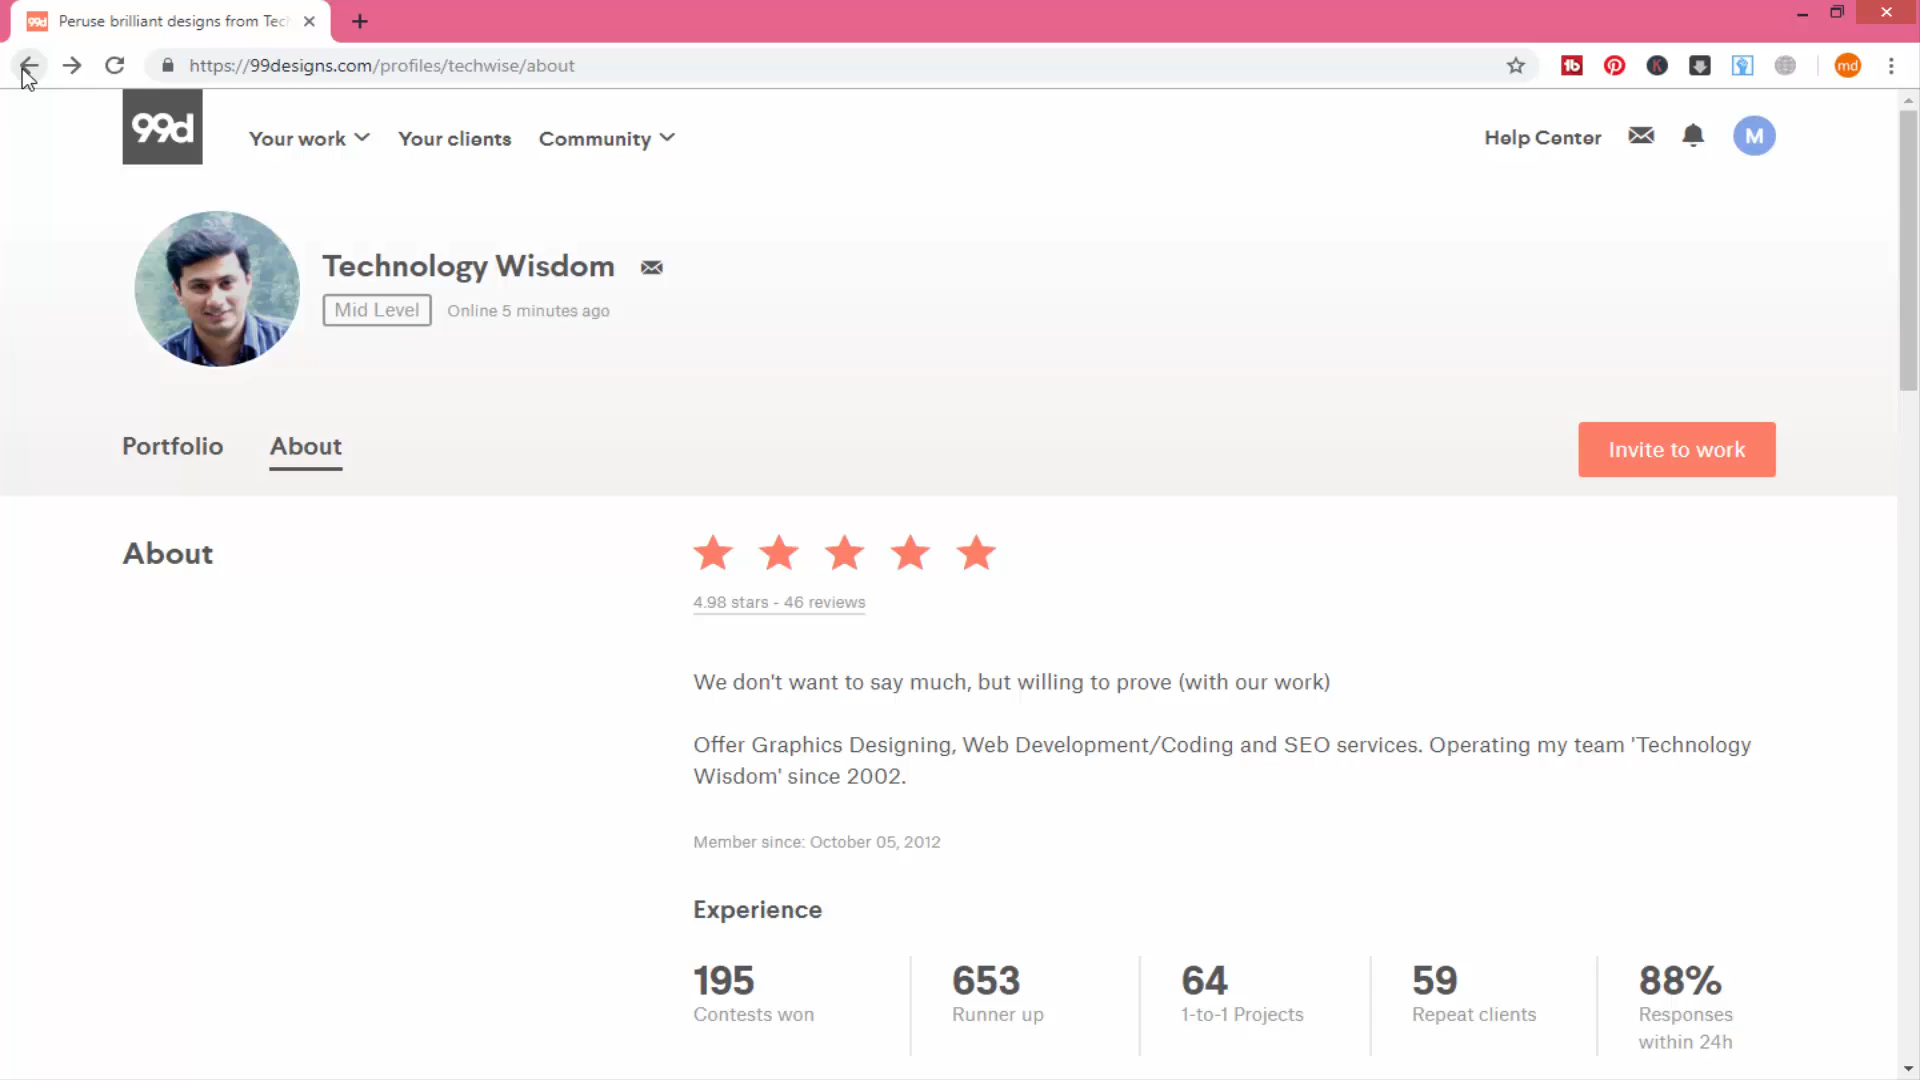 99d Peruse brilliant designs from Tech
https://99designs.com/profiles/techwise/about
md
99d Your work Your clients Community Help Center M
Technology Wisdom
Mid Level Online 5 minutes ago
Portfolio About Invite to work
About
4.98 stars - 46 reviews
We don't want to say much, but willing to prove (with our work)
Offer Graphics Designing, Web Development/Coding and SEO services. Operating my team 'Technology
Wisdom' since 2002.
Member since: October 05, 2012
Experience
195 653 64 59 88%
Contests won Runner up 1-to-1 Projects Repeat clients Responses
within 24h